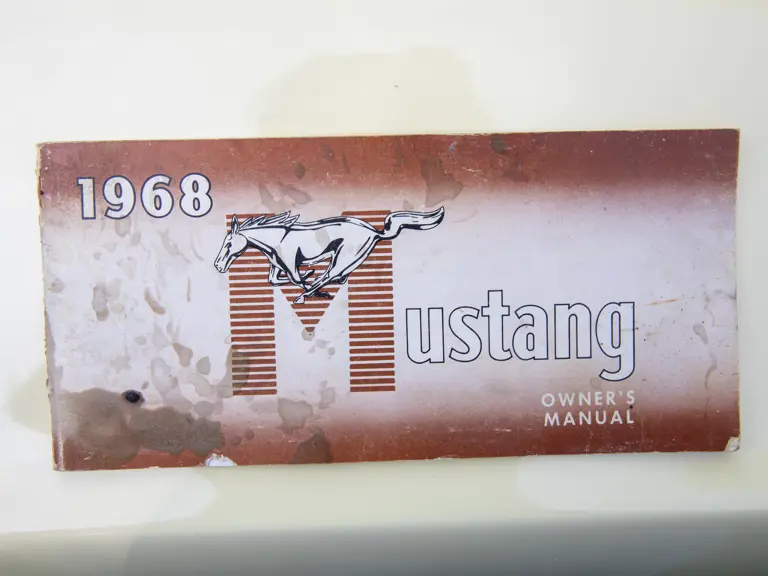 1968
Mustang
OWNER'S
MANUAL